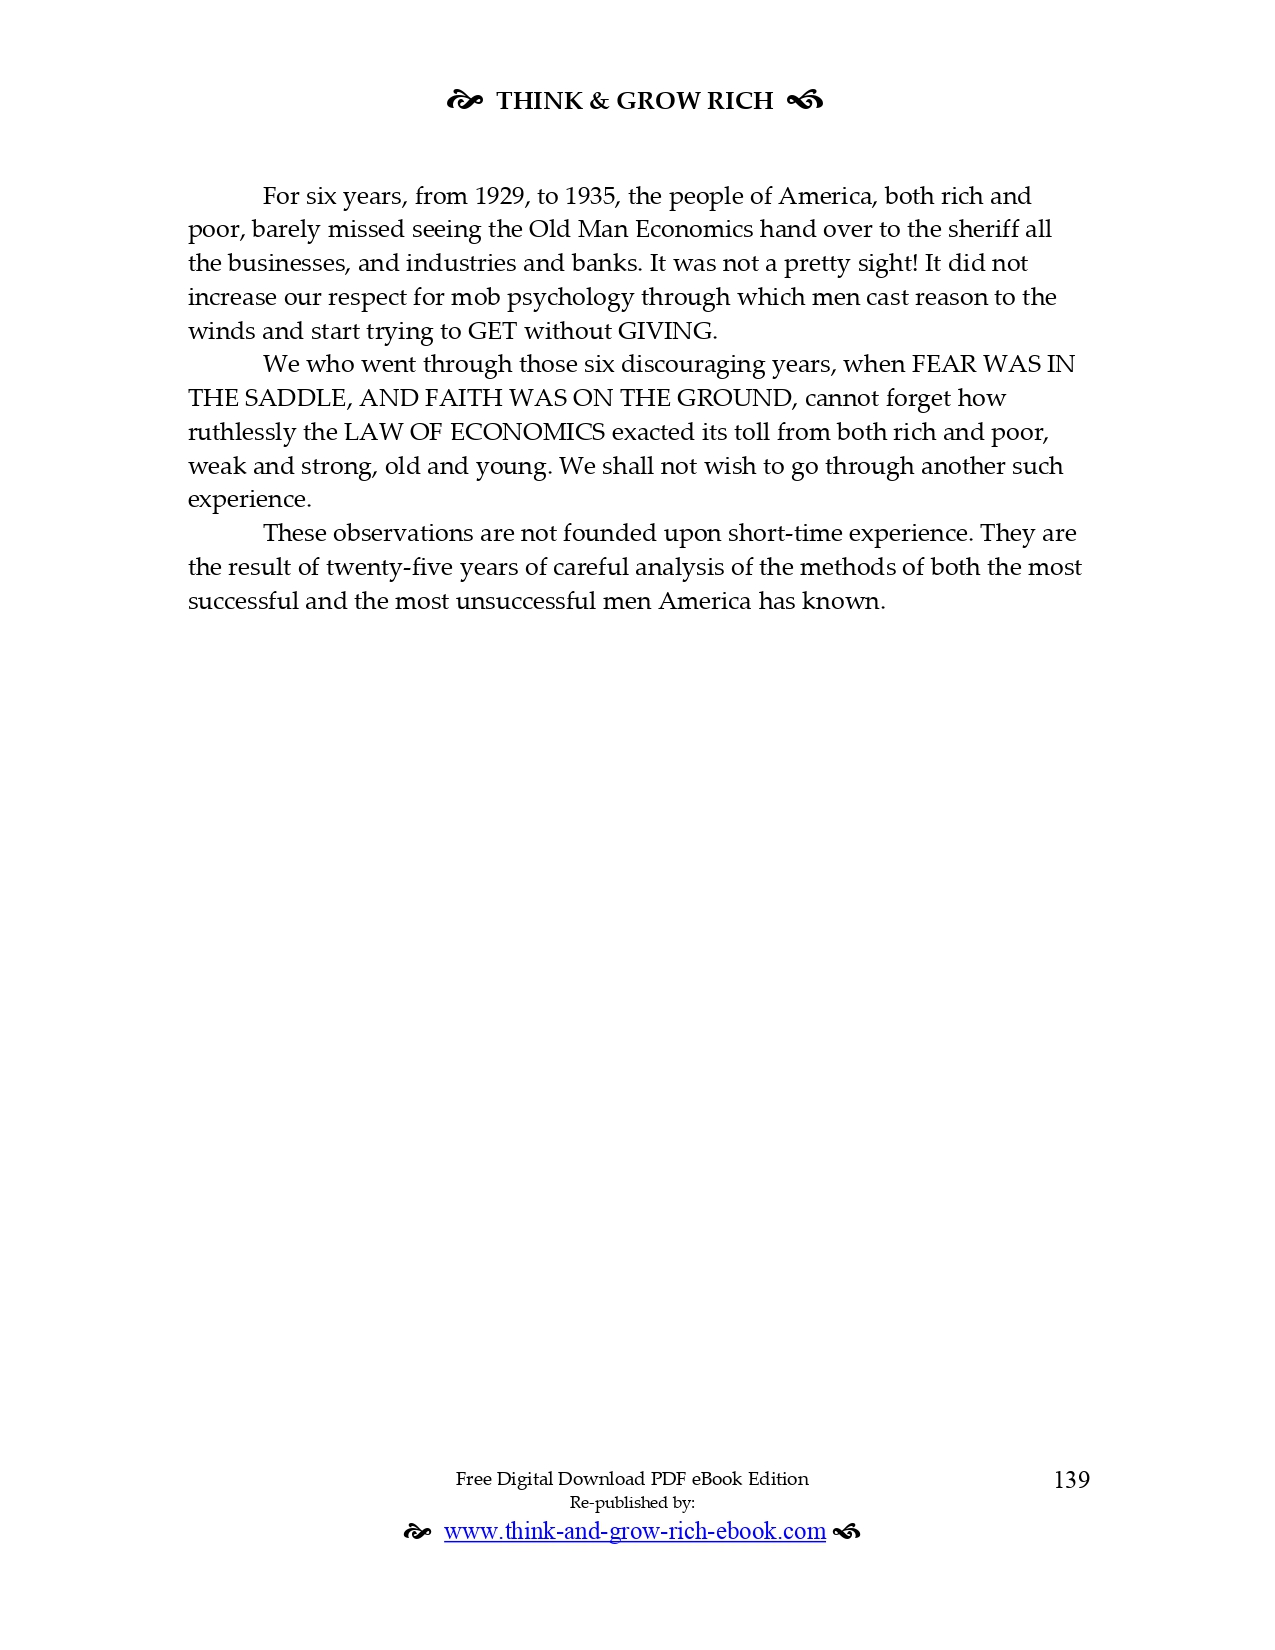 THINK & GROW RICH
For six years, from 1929, to 1935, the people of America, both rich and
poor, barely missed seeing the Old Man Economics hand over to the sheriff all
the businesses, and industries and banks. It was not a pretty sight! It did not
increase our respect for mob psychology through which men cast reason to the
winds and start trying to GET without GIVING.
We who went through those six discouraging years, when FEAR WAS IN
THE SADDLE, AND FAITH WAS ON THE GROUND, cannot forget how
ruthlessly the LAW OF ECONOMICS exacted its toll from both rich and poor,
weak and strong, old and young. We shall not wish to go through another such
experience.
These observations are not founded upon short-time experience. They are
the result of twenty-five years of careful analysis of the methods of both the most
successful and the most unsuccessful men America has known.
Free Digital Download PDF eBook Edition
139
Re-published by:
www.think-and-grow-rich-ebook.com